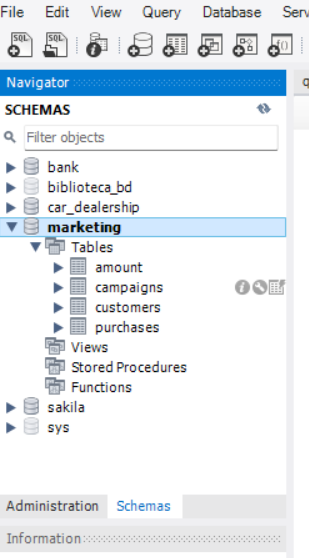 File Edit View Query Database Serv
SQL SQL
Navigator
SCHEMAS
Filter objects
bank
biblioteca_bd
car_dealership
marketing
Tables
amount
campaigns
customers
purchases
Views
Stored Procedures
Functions
sakila
sys
Administration Schemas
Information